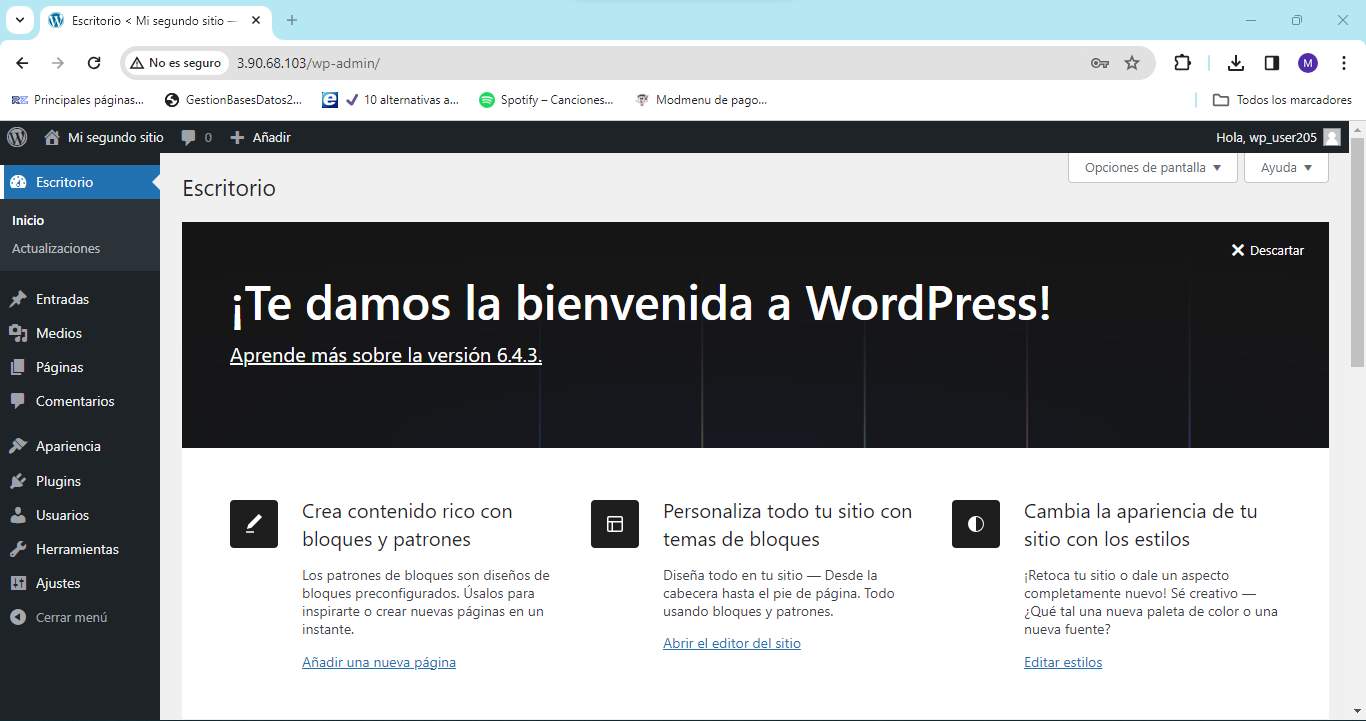 Escritorio < Mi segundo sitio —
No es seguro
3.90.68.103/wp-admin/
M
Principales páginas...
GestionBasesDatos2...
10 alternativas a...
Spotify – Canciones...
Modmenu de pago...
Todos los marcadores
Mi segundo sitio
0
Añadir
Hola, wp_user205
Escritorio
Inicio
Actualizaciones
Entradas
Medios
Páginas
Comentarios
Apariencia
Plugins
Usuarios
Herramientas
Ajustes
Cerrar menú
Opciones de pantalla
Ayuda
Escritorio
Descartar
¡Te damos la bienvenida a WordPress!
Aprende más sobre la versión 6.4.3.
Crea contenido rico con
bloques y patrones
Los patrones de bloques son diseños de
bloques preconfigurados. Úsalos para
inspirarte o crear nuevas páginas en un
instante.
Añadir una nueva página
Personaliza todo tu sitio con
temas de bloques
Diseña todo en tu sitio — Desde la
cabecera hasta el pie de página. Todo
usando bloques y patrones.
Abrir el editor del sitio
Cambia la apariencia de tu
sitio con los estilos
¡Retoca tu sitio o dale un aspecto
completamente nuevo! Sé creativo —
¿Qué tal una nueva paleta de color o una
nueva fuente?
Editar estilos